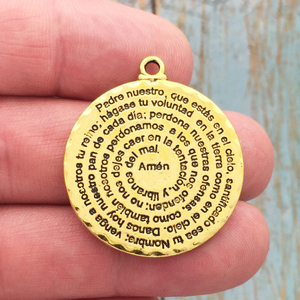 Padre nuestro, que estás en el cielo, santificado sea tu Nombre; venga a nosotros tu reino; hágase tu voluntad en la tierra como en el cielo. Danos hoy nuestro pan de cada día; perdona nuestras ofensas, como también nosotros perdonamos a los que nos ofenden; no nos dejes caer en la tentación y líbranos del mal.
Amén